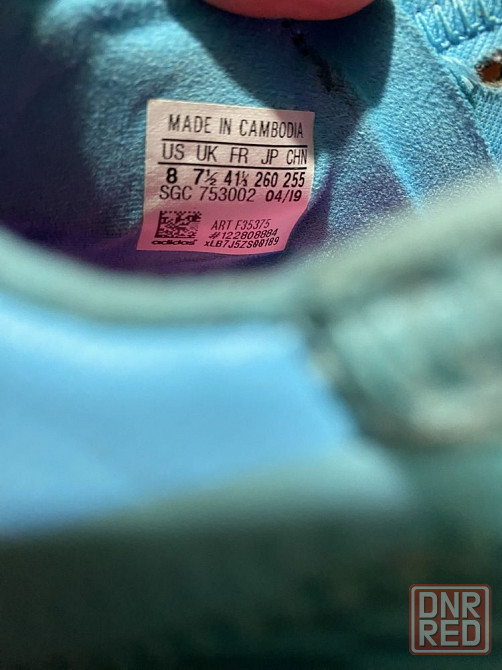 MADE IN CAMBODIA
US UK FR JP CHN
8 7½ 41⅓ 260 255
SGC 753002 04/19
ART F35375
#122808884
xLB7J5ZS00189
adidas
DNR
RED